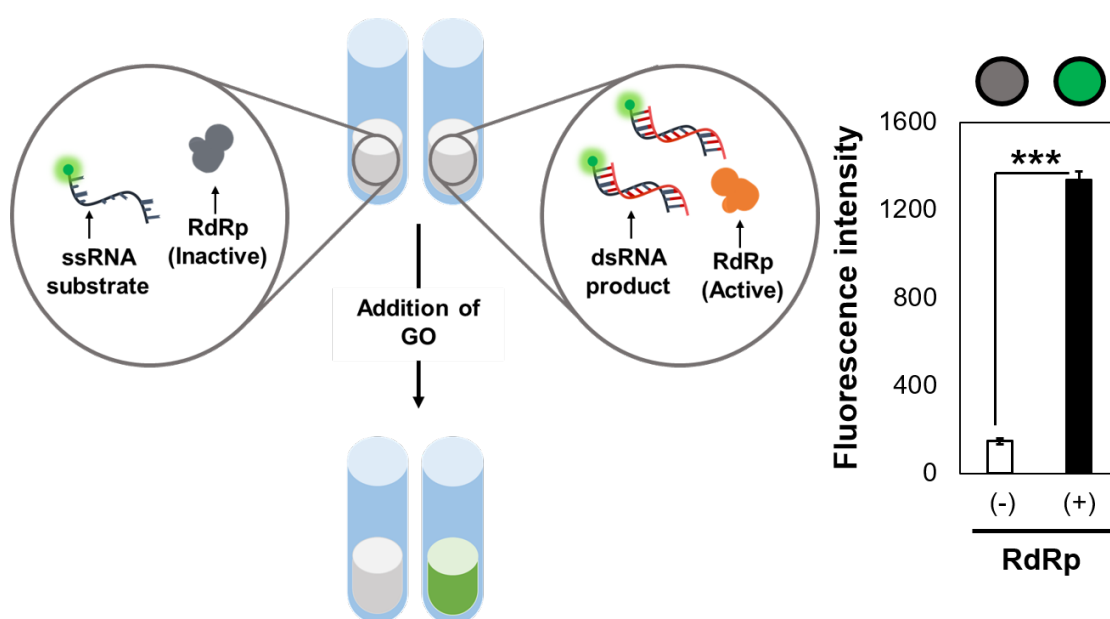 ssRNA
substrate
RdRp
(Inactive)
dsRNA
product
RdRp
(Active)
Addition of
GO
Fluorescence intensity
1600
1200
800
400
0
***
(-)
(+)
RdRp